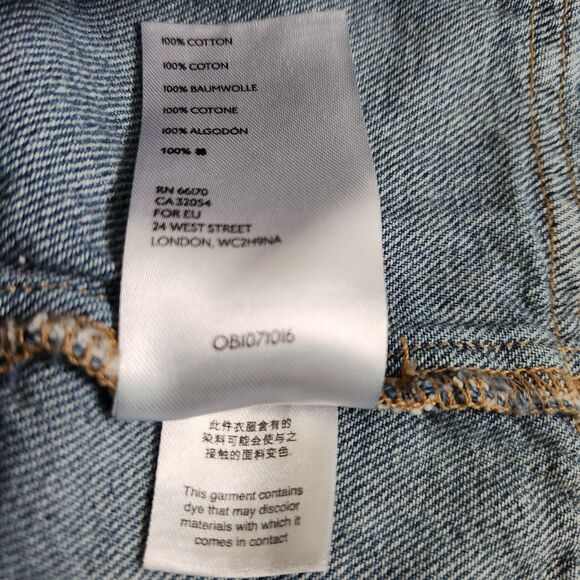 100% COTTON
100% COTON
100% BAUMWOLLE
100% COTONE
100% ALGODÓN
100% 棉
RN 66170
CA 32054
FOR EU
24 WEST STREET
LONDON, WC2H9NA
OB1071016
此件衣服含有的
染料可能会使与之
接触的面料变色.
This garment contains
dye that may discolor
materials with which it
comes in contact